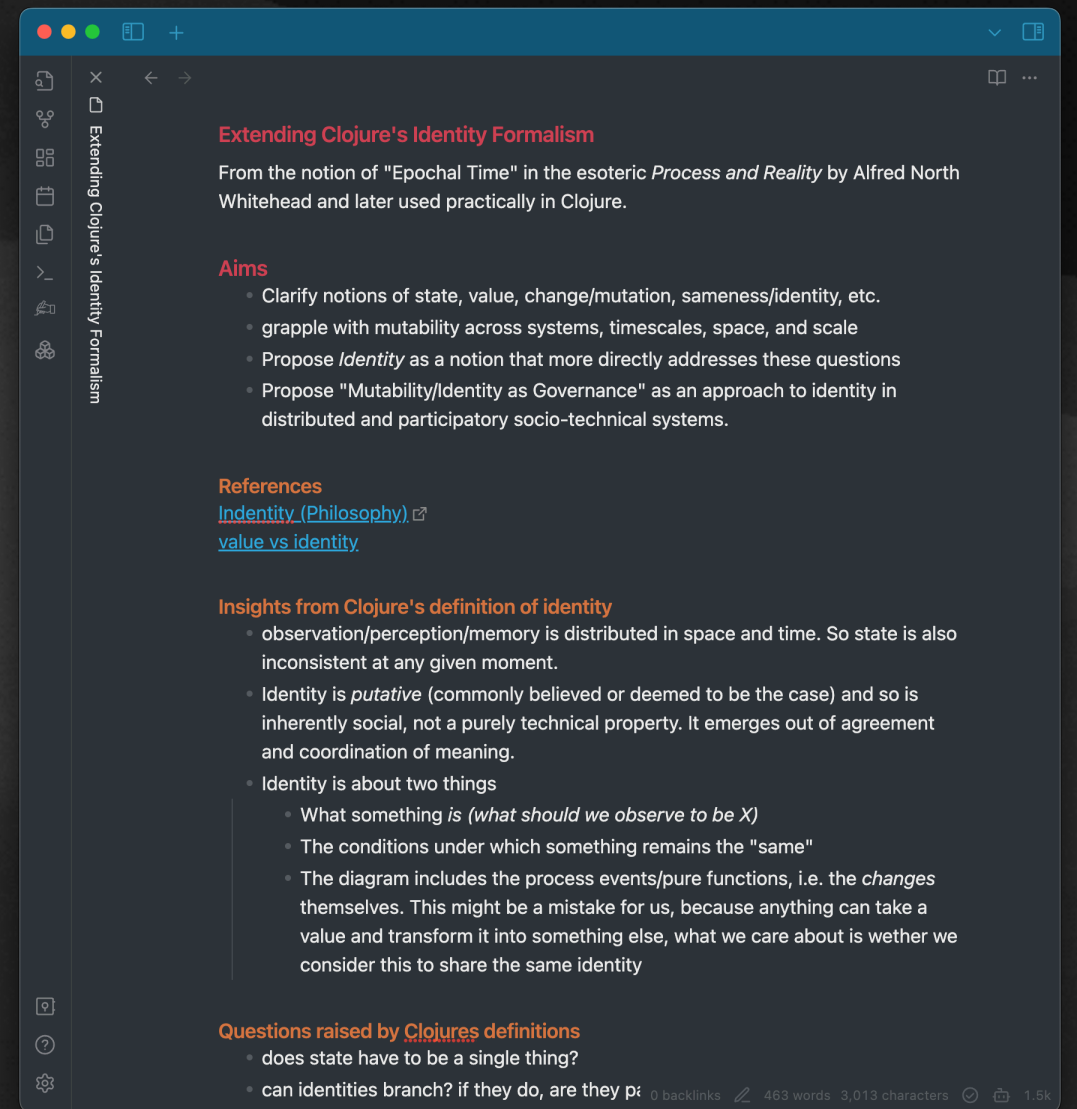 Extending Clojure's Identity Formalism
Extending Clojure's Identity Formalism
From the notion of "Epochal Time" in the esoteric Process and Reality by Alfred North
Whitehead and later used practically in Clojure.
Aims
Clarify notions of state, value, change/mutation, sameness/identity, etc.
grapple with mutability across systems, timescales, space, and scale
Propose Identity as a notion that more directly addresses these questions
Propose "Mutability/Identity as Governance" as an approach to identity in
distributed and participatory socio-technical systems.
References
Indentity (Philosophy)
value vs identity
Insights from Clojure's definition of identity
observation/perception/memory is distributed in space and time. So state is also
inconsistent at any given moment.
Identity is putative (commonly believed or deemed to be the case) and so is
inherently social, not a purely technical property. It emerges out of agreement
and coordination of meaning.
Identity is about two things
What something is (what should we observe to be X)
The conditions under which something remains the "same"
The diagram includes the process events/pure functions, i.e. the changes
themselves. This might be a mistake for us, because anything can take a
value and transform it into something else, what we care about is wether we
consider this to share the same identity
Questions raised by Clojures definitions
does state have to be a single thing?
can identities branch? if they do, are they
0 backlinks 463 words 3,013 characters 1.5k